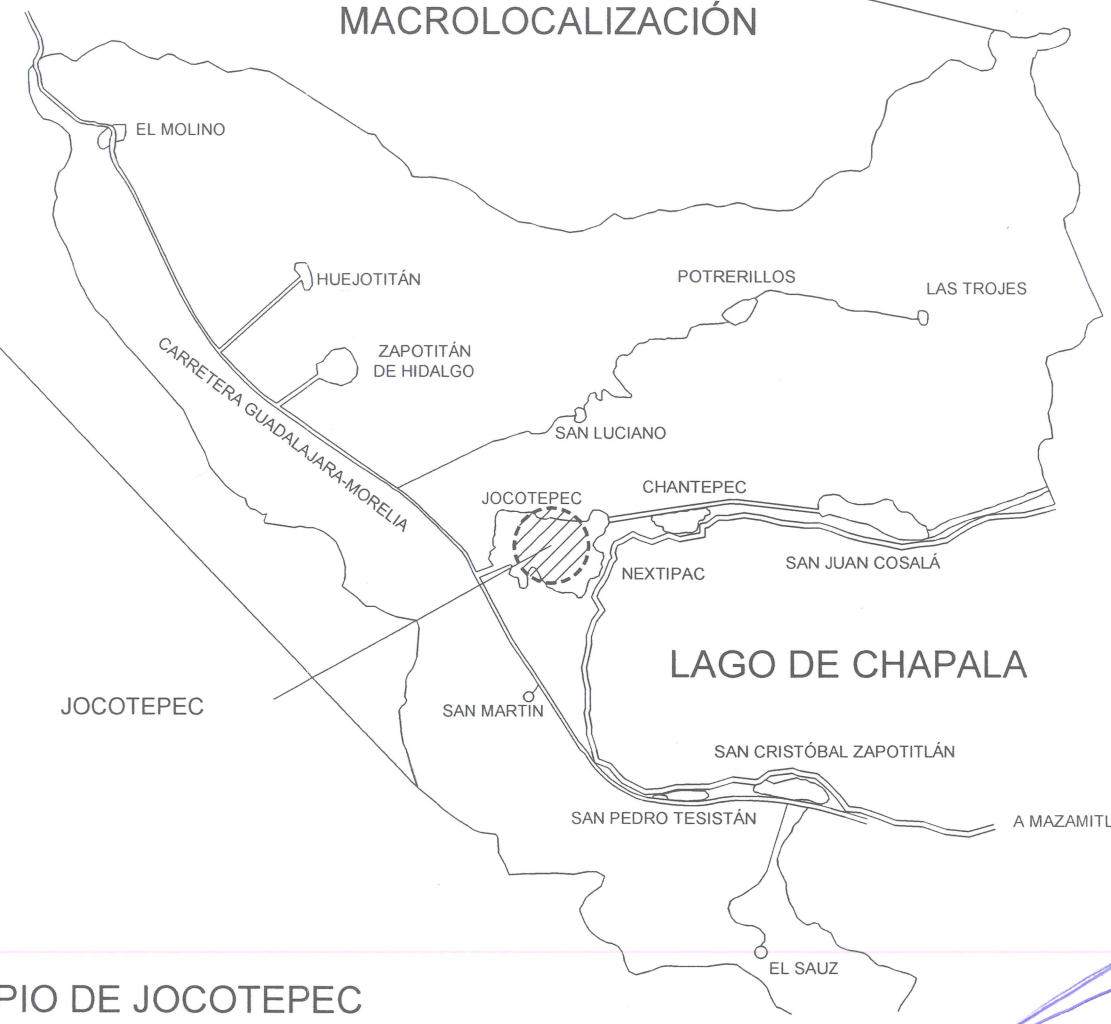 MACROLOCALIZACIÓN
EL MOLINO
HUEJOTITÁN
POTRERILLOS
LAS TROJES
ZAPOTITÁN
DE HIDALGO
CARRETERA GUADALAJARA-MORELIA
SAN LUCIANO
JOCOTEPEC
CHANTEPEC
SAN JUAN COSALÁ
NEXTIPAC
LAGO DE CHAPALA
JOCOTEPEC
SAN MARTÍN
SAN CRISTÓBAL ZAPOTITLÁN
SAN PEDRO TESISTÁN
A MAZAMITL
EL SAUZ
PIO DE JOCOTEPEC